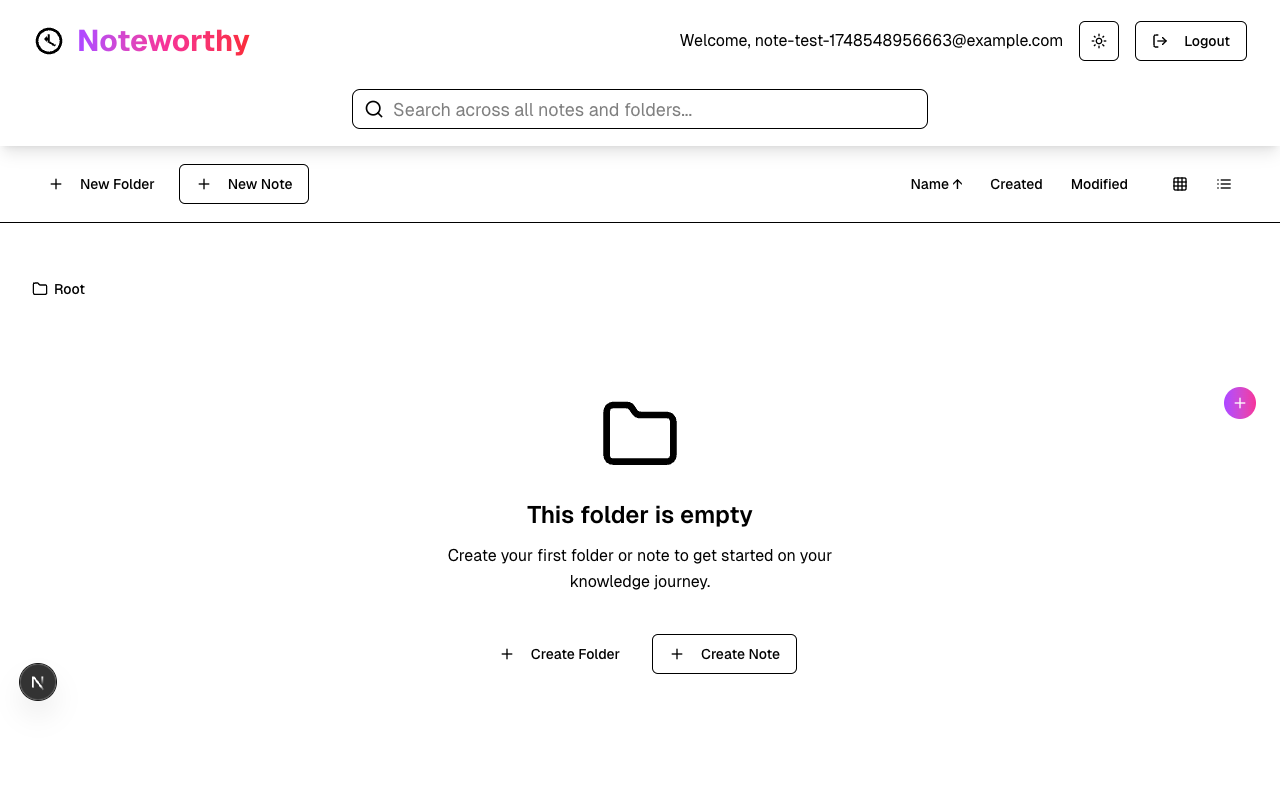 Noteworthy
Welcome, note-test-1748548956663@example.com
Logout
Search across all notes and folders...
New Folder
New Note
Name ↑
Created
Modified
Root
This folder is empty
Create your first folder or note to get started on your
knowledge journey.
Create Folder
Create Note
N